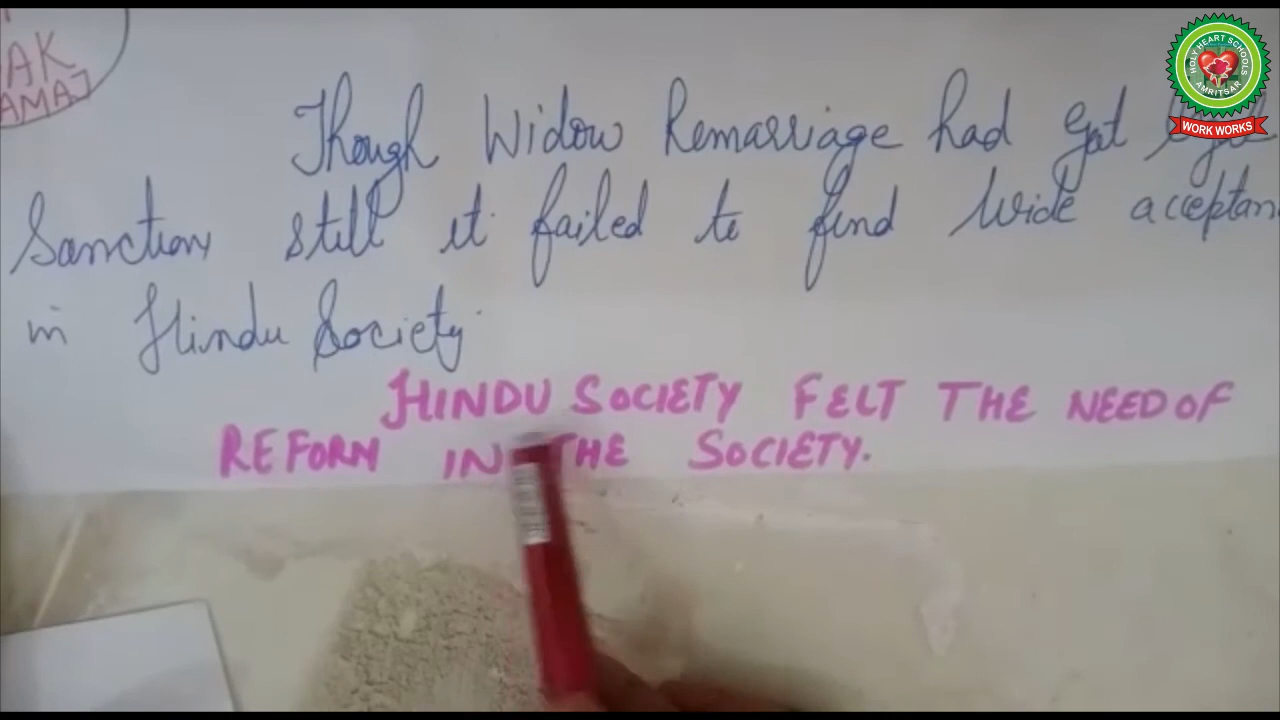 AK
AMAJ
Though Widow Remarriage had got
Sanction still it failed to find Wide acceptan
in Hindu Society.
HINDU SOCIETY FELT THE NEED OF
REFORM IN THE SOCIETY.
HOLY HEART SCHOOLS
AMRITSAR
WORK WORKS